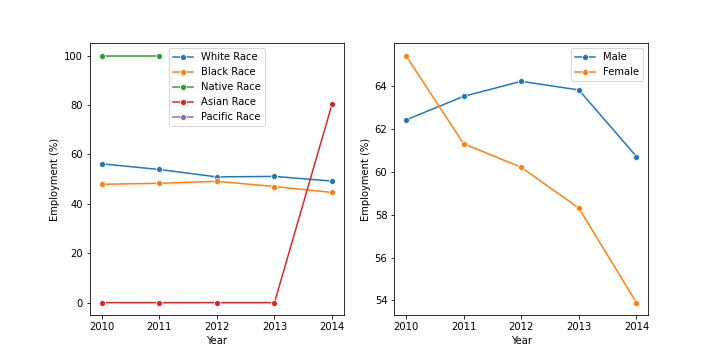 100
80
60
40
20
0
Employment (%)
2010 2011 2012 2013 2014
Year
White Race
Black Race
Native Race
Asian Race
Pacific Race
64
62
60
58
56
54
Employment (%)
2010 2011 2012 2013 2014
Year
Male
Female